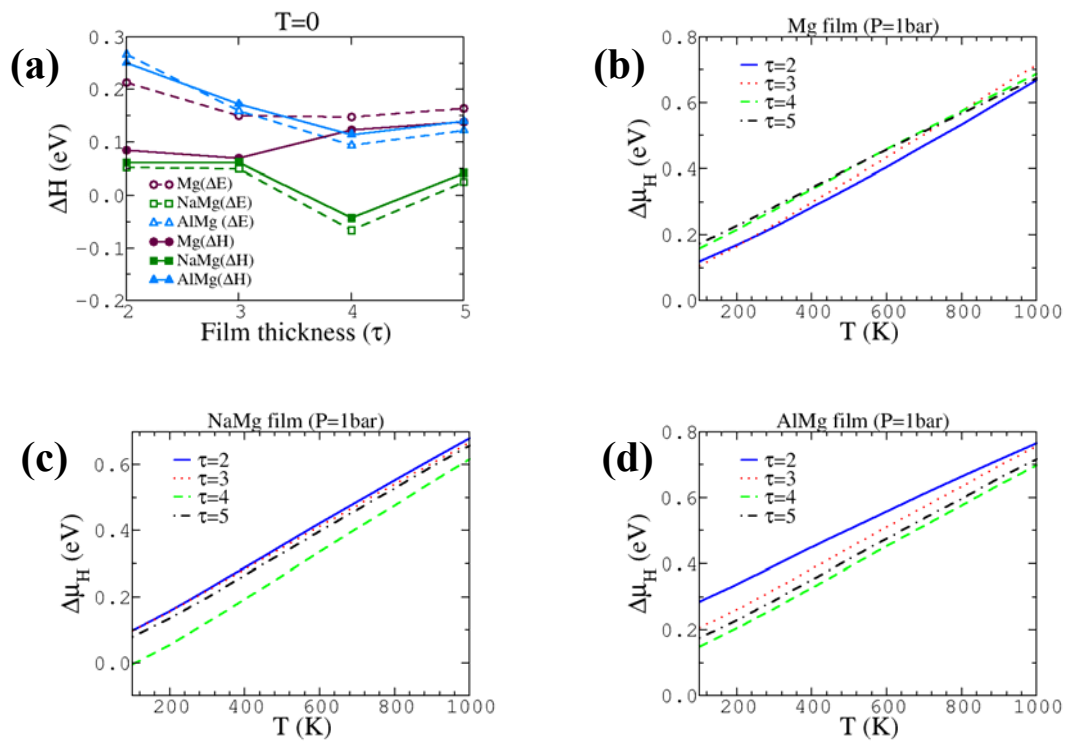 (a)
T=0
ΔH (eV)
0.3
0.2
0.1
0.0
-0.1
-0.2
Mg(ΔE)
NaMg(ΔE)
AlMg (ΔE)
Mg(ΔH)
NaMg(ΔH)
AlMg(ΔH)
2 3 4 5
Film thickness (τ)
(b)
Mg film (P=1bar)
Δμ_H (eV)
0.8
0.6
0.4
0.2
0.0
τ=2
τ=3
τ=4
τ=5
200 400 600 800 1000
T (K)
(c)
NaMg film (P=1bar)
Δμ_H (eV)
0.6
0.4
0.2
0.0
τ=2
τ=3
τ=4
τ=5
200 400 600 800 1000
T (K)
(d)
AlMg film (P=1bar)
Δμ_H (eV)
0.8
0.6
0.4
0.2
0.0
τ=2
τ=3
τ=4
τ=5
200 400 600 800 1000
T (K)